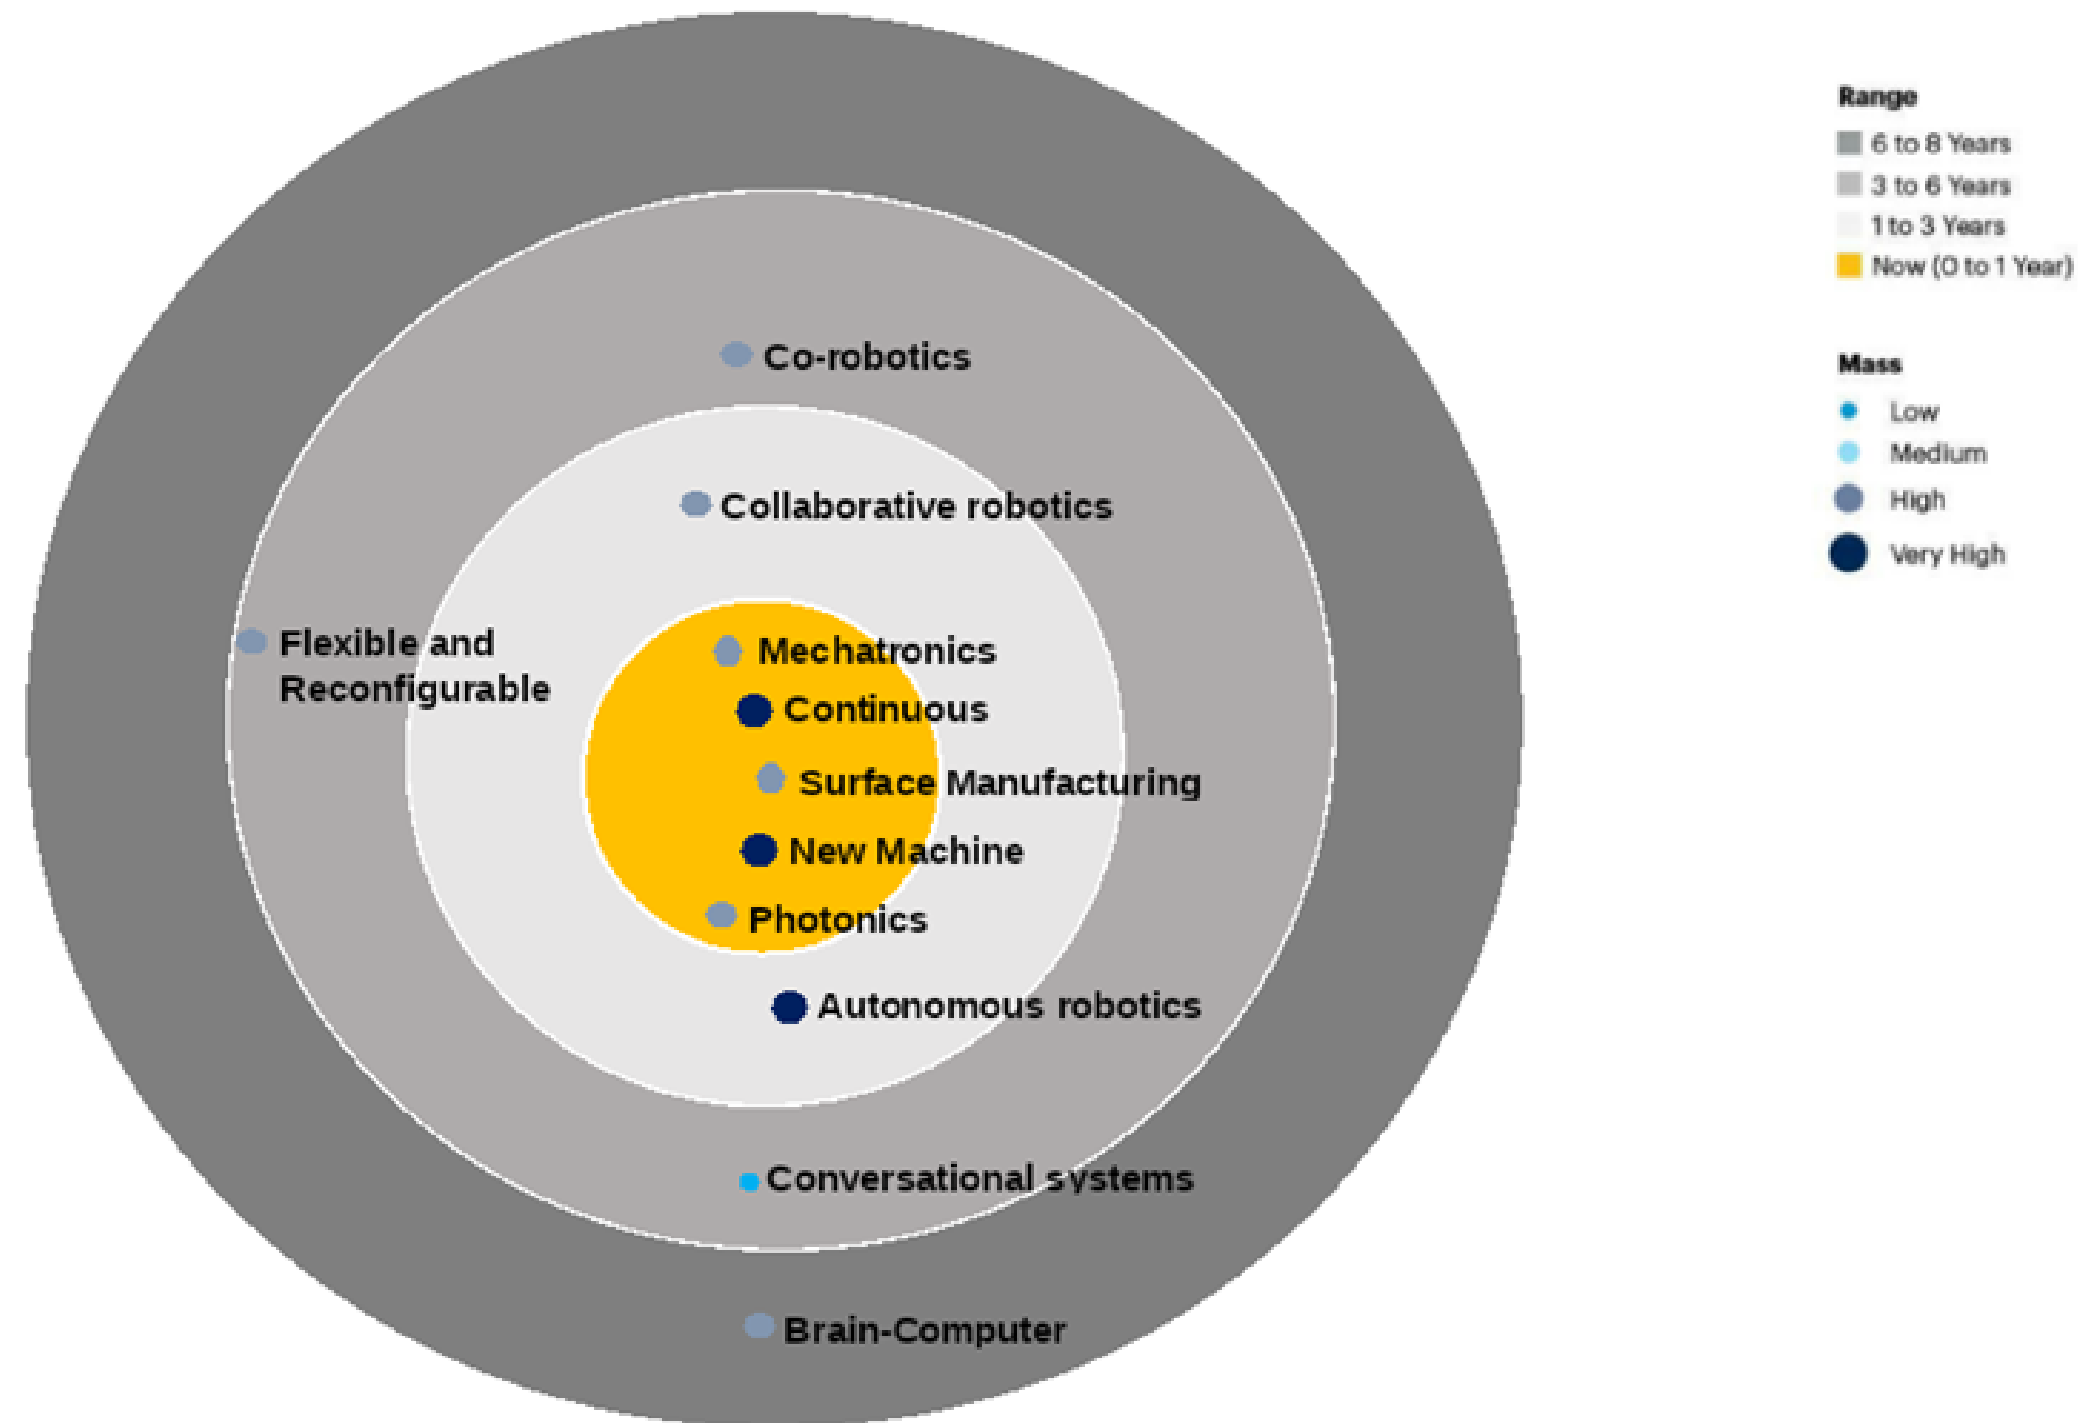 Co-robotics
Collaborative robotics
Flexible and
Reconfigurable
Mechatronics
Continuous
Surface Manufacturing
New Machine
Photonics
Autonomous robotics
Conversational systems
Brain-Computer
Range
6 to 8 Years
3 to 6 Years
1 to 3 Years
Now (0 to 1 Year)
Mass
Low
Medium
High
Very High